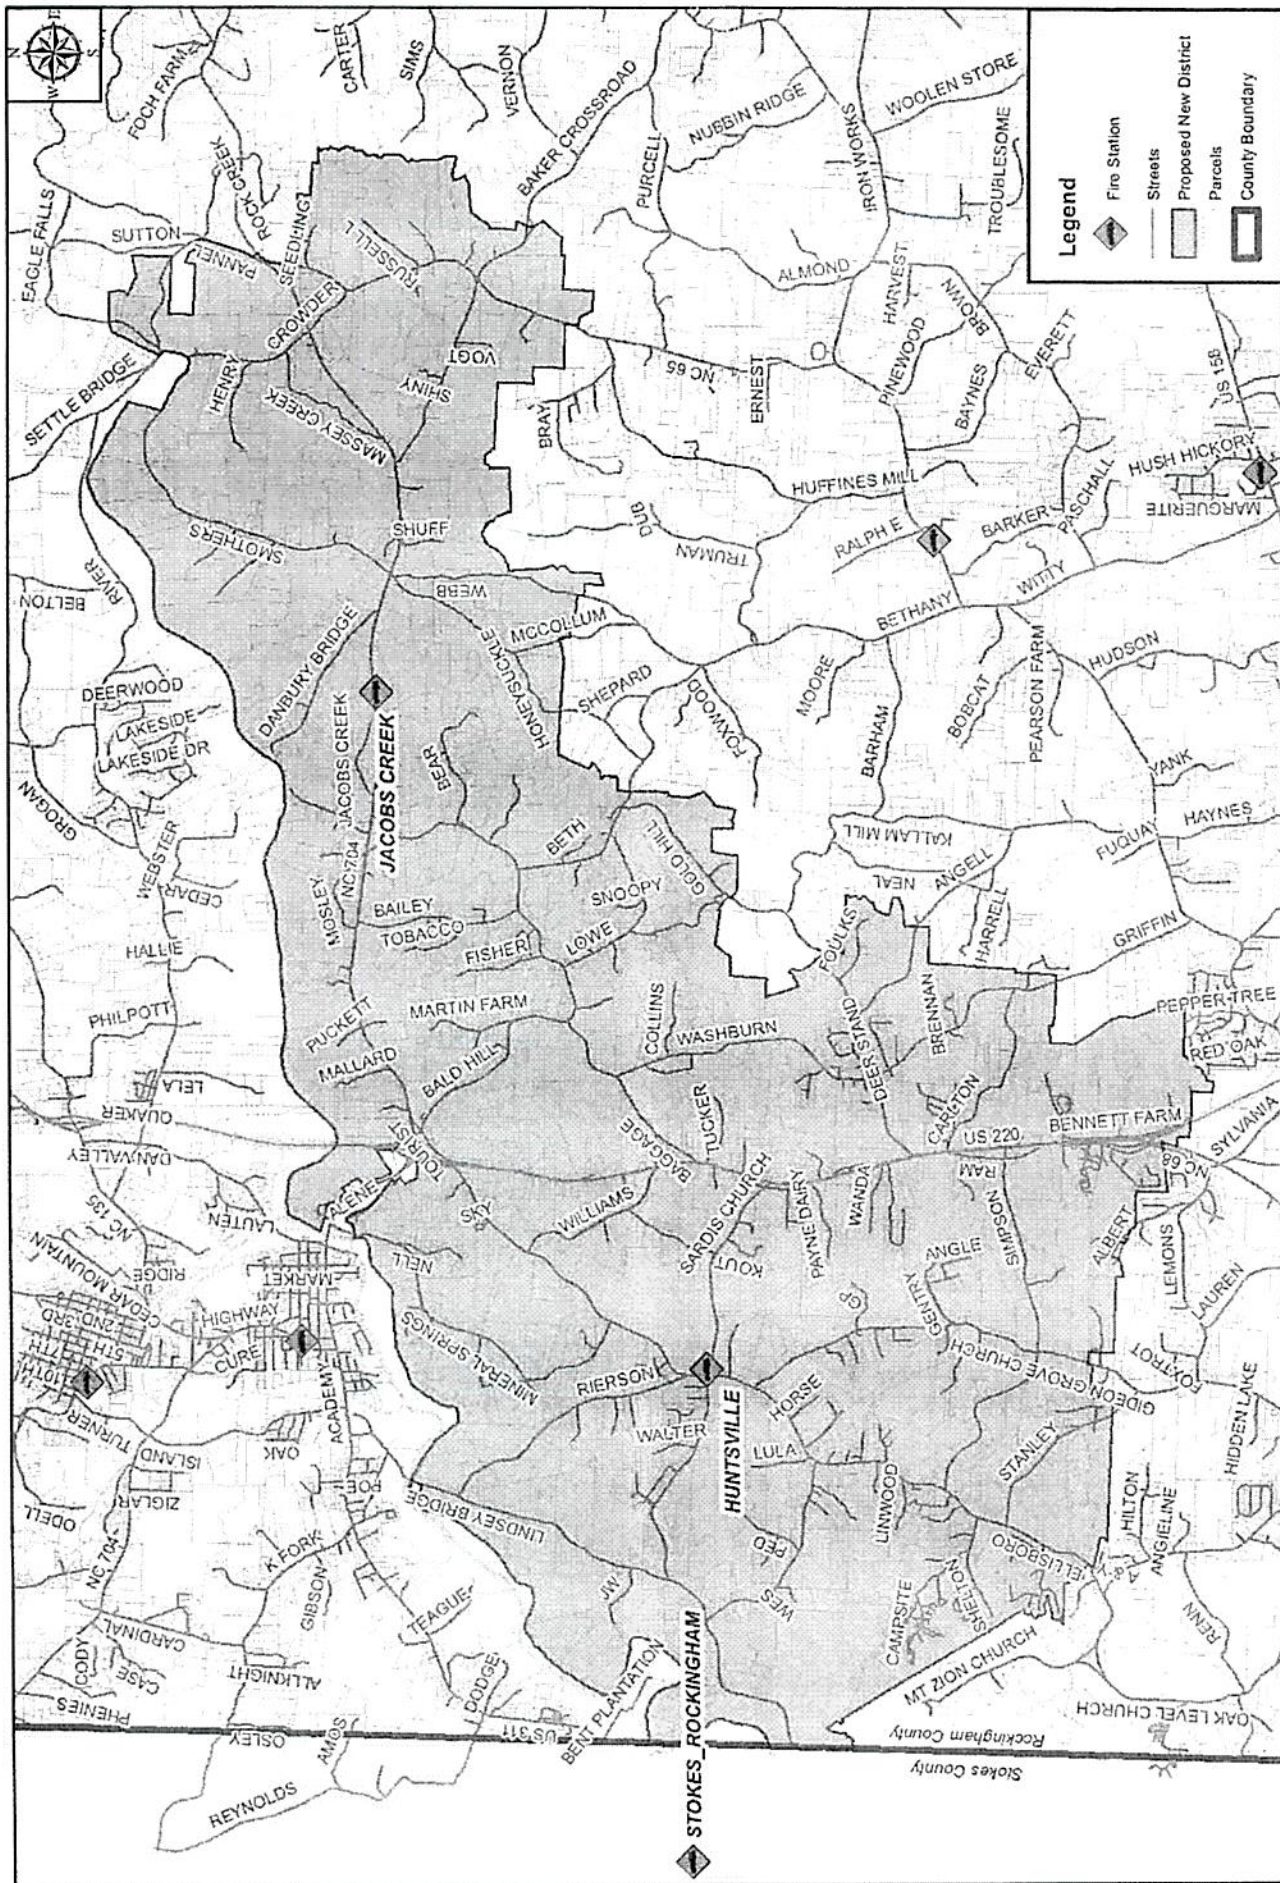 N
W E
S
FOCH FARM
CARTER
SIMS
VERNON
EAGLE FALLS
SUTTON
PANNEL
ROCK CREEK
SEEDLING
RUSSELL L
BAKER CROSSROAD
PURCELL
NUBBIN RIDGE
IRON WORKS
WOOLEN STORE
TROUBLESOME
SETTLE BRIDGE
CROWDER
HENRY
MASSEY CREEK
VOGT
SHINY
ALMOND
HARVEST
BROWN
PINEWOOD
EVERETT
BAYNES
NC 65
ERNEST
BRAY
HUFFINES MILL
US 158
HUSH HICKORY
MARGUERITE
PASCHALL
BARKER
RALPH E
WITTY
BETHANY
TRUMAN
DUB
BELTON
RIVER
SMOTHERS
SHUFF
WEBB
DANBURY BRIDGE
HONEYSUCKLE
MCCOLLUM
SHEPARD
FOXWOOD
MOORE
BARHAM
BOBCAT
PEARSON FARM
HUDSON
YANK
HAYNES
FUQUAY
DEERWOOD
LAKESIDE
LAKESIDE DR
GROGAN
WEBSTER
CEDAR
HALLIE
PHILPOTT
LELA
QUAKER
DAN VALLEY
JACOBS CREEK
JACOBS CREEK
NC 704
MOSLEY
BEAR
BETH
BAILEY
TOBACCO
FISHER
LOWE
SNOOPY
GOLD HILL
KALLAM MILL
NEAL
ANGELL
HARRELL
GRIFFIN
FOULKS
PUCKETT
MALLARD
MARTIN FARM
BALD HILL
COLLINS
WASHBURN
DEER STAND
BRENNAN
PEPPER TREE
RED OAK
TOURIST
BAGGAGE
TUCKER
CARLTON
US 220
BENNETT FARM
SYLVANIA
NC 68
NC 135
LAUTEN
ALENE
SKY
WILLIAMS
SARDIS CHURCH
KOUT
PAYNE DAIRY
WANDA
RAM
SIMPSON
ALBERT
LEMONS
LAUREN
CEDAR MOUNTAIN
RIDGE
2ND
3RD
5TH
7TH
10TH
HIGHWAY
MARKET
CURE
NELL
MINERAL SPRINGS
RIERSON
GP
ANGLE
GENTRY
GIDEON GROVE CHURCH
FOXTROT
HIDDEN LAKE
TURNER
ISLAND
OAK
ACADEMY
ODELL
ZIGLAR
POE
NC 704
K FORK
GIBSON
LINDSEY BRIDGE
WALTER
HUNTSVILLE
HORSE
LULA
LINWOOD
STANLEY
ELLISBORO
HILTON
ANGIELINE
PED
WES
JW
TEAGUE
CARDINAL
CODY
CASE
PHENIES
ALLKNIGHT
OSLEY
AMOS
REYNOLDS
DODGE
US 311
BENT PLANTATION
CAMPSITE
SHELTON
MT ZION CHURCH
RENN
OAK LEVEL CHURCH
Rockingham County
Stokes County
STOKES_ROCKINGHAM
Legend
Fire Station
Streets
Proposed New District
Parcels
County Boundary